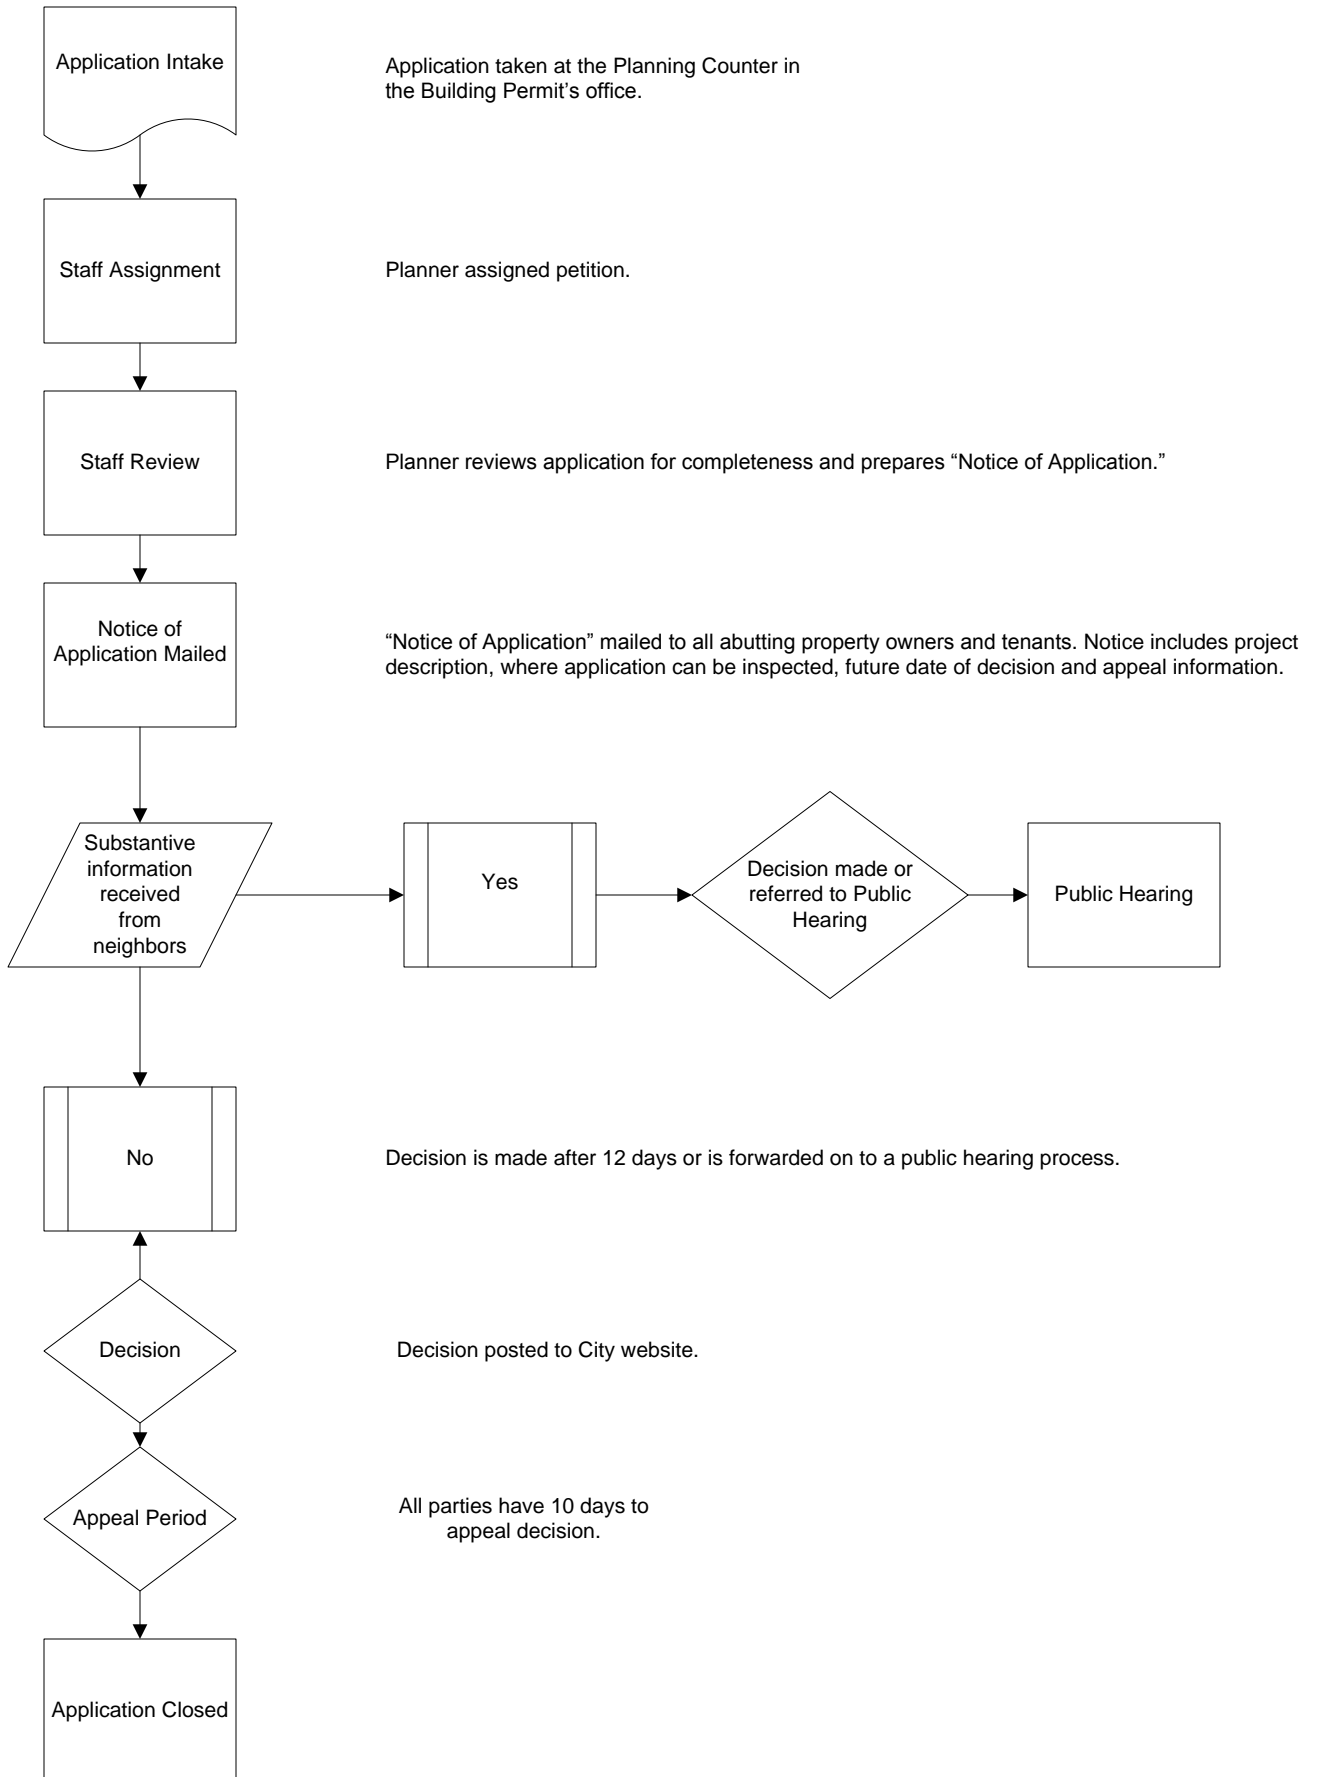 Application Intake
Application taken at the Planning Counter in
the Building Permit's office.
Staff Assignment
Planner assigned petition.
Staff Review
Planner reviews application for completeness and prepares “Notice of Application.”
Notice of
Application Mailed
“Notice of Application” mailed to all abutting property owners and tenants. Notice includes project
description, where application can be inspected, future date of decision and appeal information.
Substantive
information
received
from
neighbors
Yes
Decision made or
referred to Public
Hearing
Public Hearing
No
Decision is made after 12 days or is forwarded on to a public hearing process.
Decision
Decision posted to City website.
Appeal Period
All parties have 10 days to
appeal decision.
Application Closed